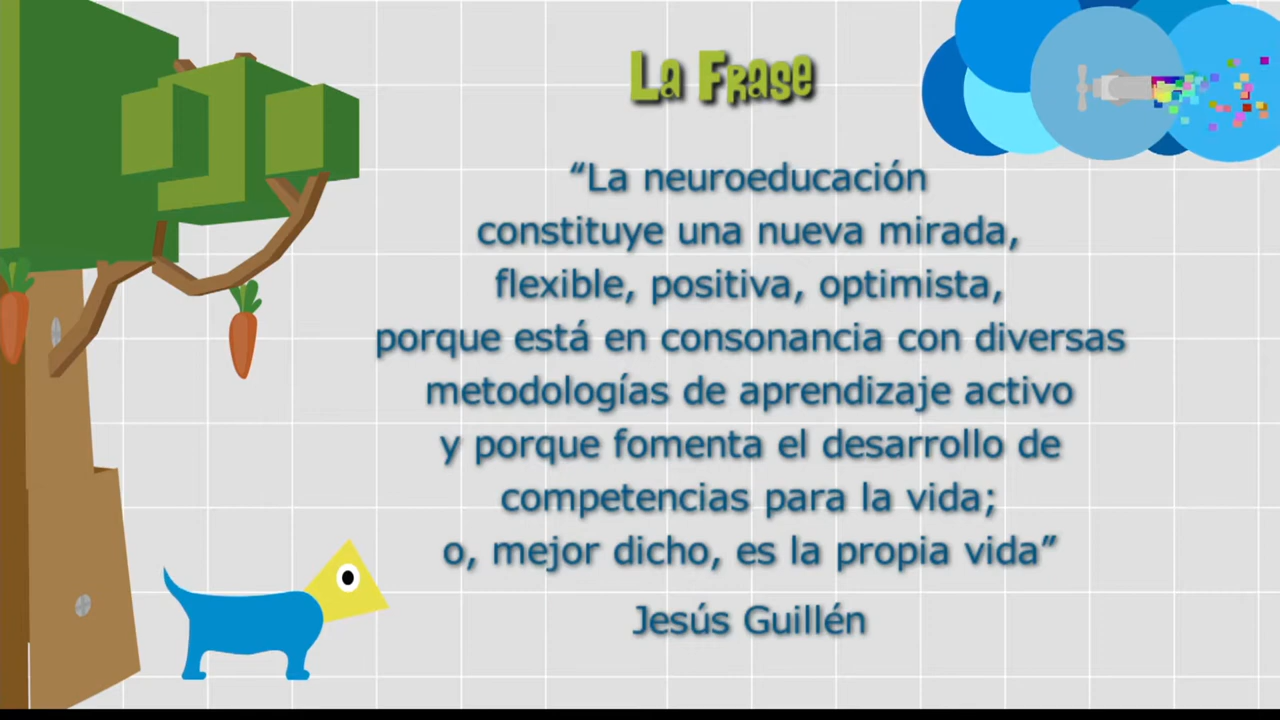 La Frase
“La neuroeducación
constituye una nueva mirada,
flexible, positiva, optimista,
porque está en consonancia con diversas
metodologías de aprendizaje activo
y porque fomenta el desarrollo de
competencias para la vida;
o, mejor dicho, es la propia vida”
Jesús Guillén